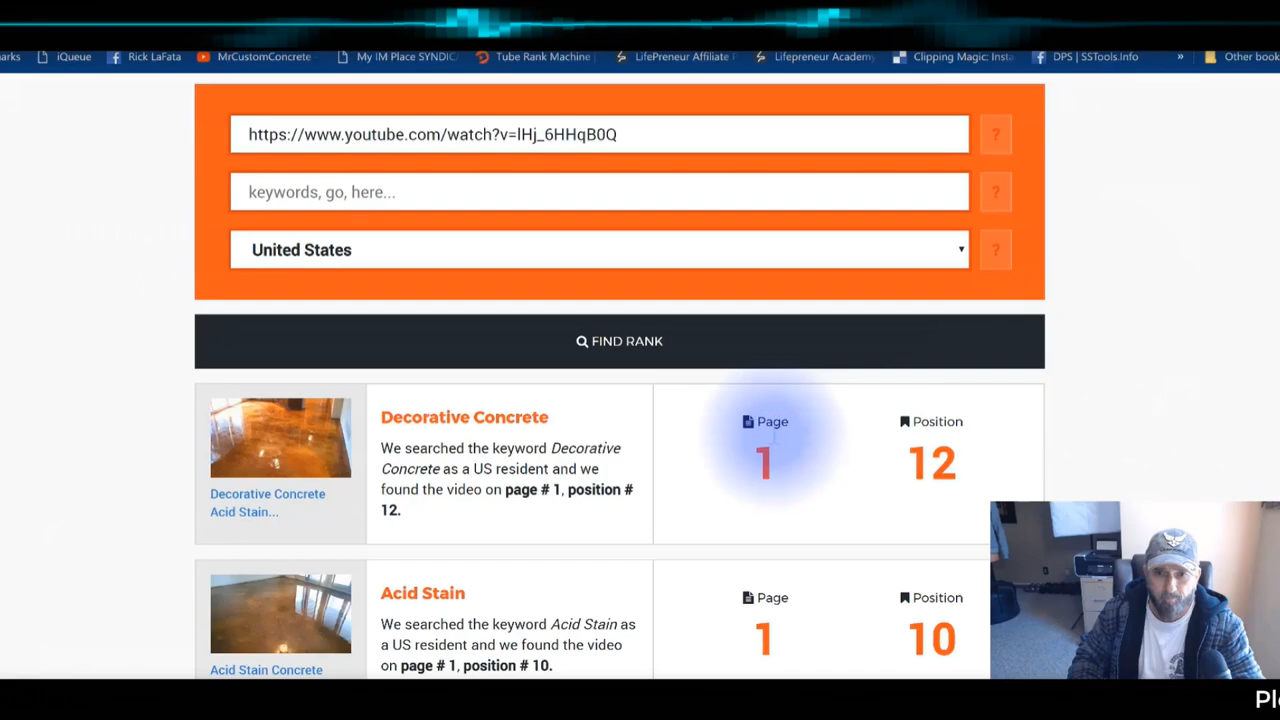 rks iQueue Rick LaFata MrCustomConcrete My IM Place SYNDIC Tube Rank Machine LifePreneur Affiliate P Lifepreneur Academy Clipping Magic: Insta DPS | SSTools.Info » Other book
https://www.youtube.com/watch?v=lHj_6HHqB0Q ?
keywords, go, here... ?
United States ?
FIND RANK
Decorative Concrete
Page Position
We searched the keyword Decorative
Concrete as a US resident and we
1 12
found the video on page # 1, position #
12.
Decorative Concrete
Acid Stain...
Acid Stain
Page Position
We searched the keyword Acid Stain as
a US resident and we found the video
1 10
on page # 1, position # 10.
Acid Stain Concrete
Pl